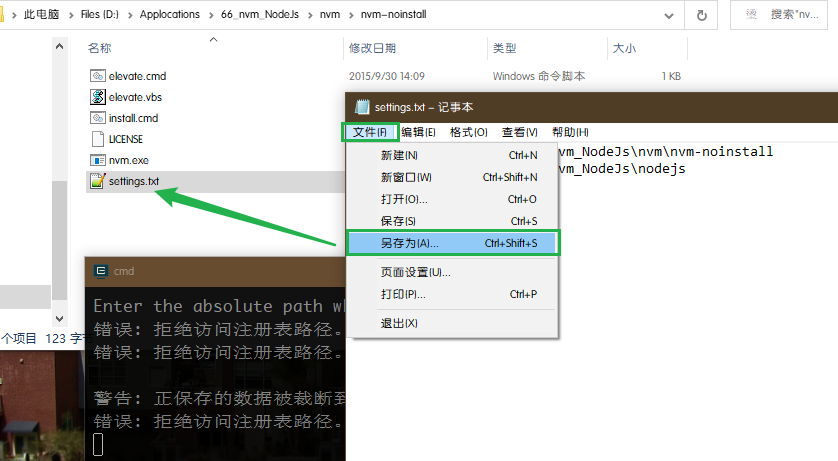 此电脑 > Files (D:) > Applocations > 66_nvm_NodeJs > nvm > nvm-noinstall
搜索"nv...
名称 修改日期 类型 大小
elevate.cmd 2015/9/30 14:09 Windows 命令脚本 1 KB
elevate.vbs
install.cmd
LICENSE
nvm.exe
settings.txt
个项目 123 字
settings.txt - 记事本
文件(F) 编辑(E) 格式(O) 查看(V) 帮助(H)
新建(N) Ctrl+N
新窗口(W) Ctrl+Shift+N
打开(O)... Ctrl+O
保存(S) Ctrl+S
另存为(A)... Ctrl+Shift+S
页面设置(U)...
打印(P)... Ctrl+P
退出(X)
vm_NodeJs\nvm\nvm-noinstall
vm_NodeJs\nodejs
cmd
Enter the absolute path wh
错误: 拒绝访问注册表路径。
错误: 拒绝访问注册表路径。
警告: 正保存的数据被裁断到
错误: 拒绝访问注册表路径。